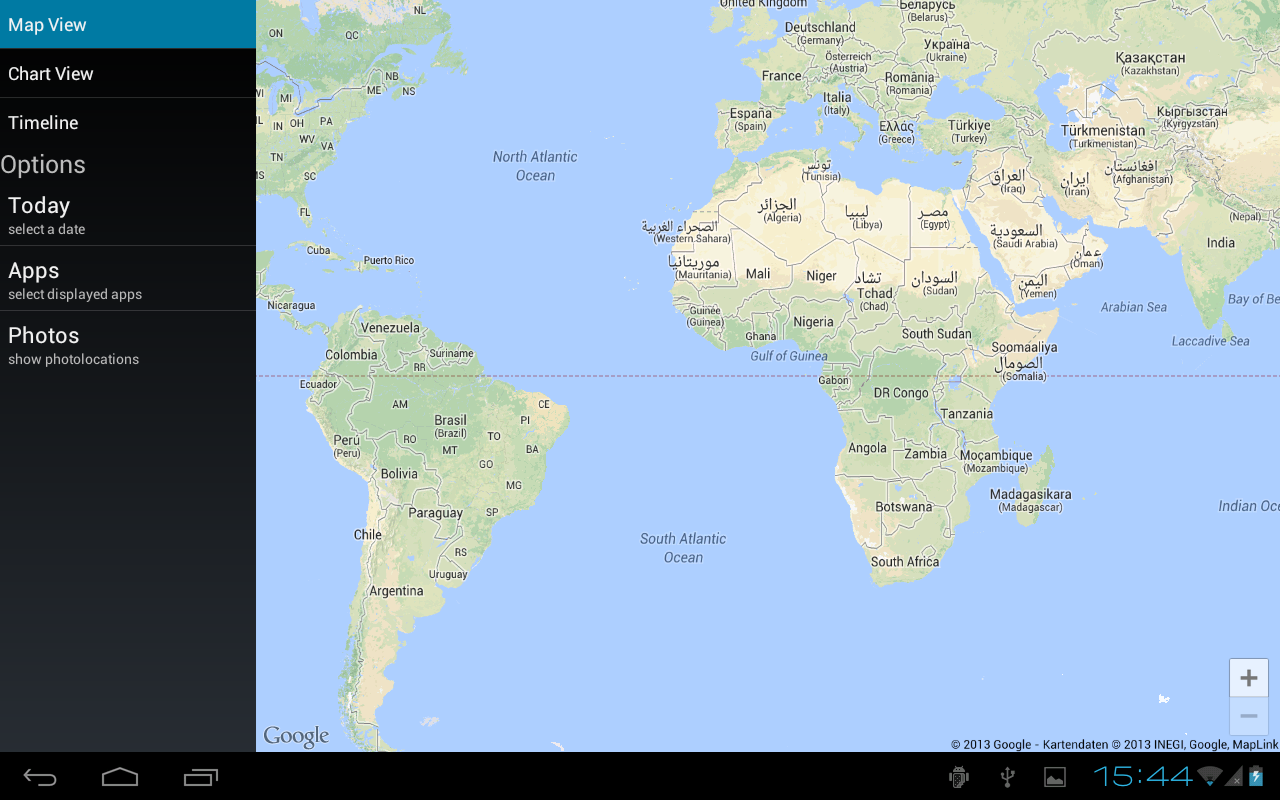 Map View
Chart View
Timeline
Options
Today
select a date
Apps
select displayed apps
Photos
show photolocations
NL
ON
QC
NB
ME
NS
MI
IN
OH
PA
WV
VA
TN
SC
FL
Cuba
Puerto Rico
Nicaragua
Venezuela
Colombia
Suriname
RR
Ecuador
AM
CE
PI
Brasil
(Brazil)
TO
RO
MT
BA
Perú
(Peru)
GO
Bolivia
MG
Paraguay
SP
Chile
RS
Uruguay
Argentina
North Atlantic
Ocean
South Atlantic
Ocean
United Kingdom
Беларусь
(Belarus)
Deutschland
(Germany)
Україна
(Ukraine)
Österreich
(Austria)
Қазақстан
(Kazakhstan)
France
România
(Romania)
Italia
(Italy)
España
(Spain)
Ελλάς
(Greece)
Türkiye
(Turkey)
Türkmenistan
(Turkmenistan)
Кыргызстан
(Kyrgyzstan)
تونس
(Tunisia)
العراق
(Iraq)
ایران
(Iran)
افغانستان
(Afghanistan)
الجزائر
(Algeria)
ليبيا
(Libya)
مصر
(Egypt)
السعودية
(Saudi Arabia)
(Nepal)
India
الصحراء الغربية
(Western Sahara)
موريتانيا
(Mauritania)
Mali
Niger
تشاد
Tchad
(Chad)
السودان
(Sudan)
عمان
(Oman)
اليمن
(Yemen)
Arabian Sea
Guinée
(Guinea)
Ghana
Nigeria
South Sudan
Soomaaliya
الصومال
(Somalia)
Laccadive Sea
Gulf of Guinea
Gabon
DR Congo
Tanzania
Angola
Zambia
Moçambique
(Mozambique)
Botswana
Madagasikara
(Madagascar)
South Africa
Google
+
−
© 2013 Google - Kartendaten © 2013 INEGI, Google, MapLink
15:44